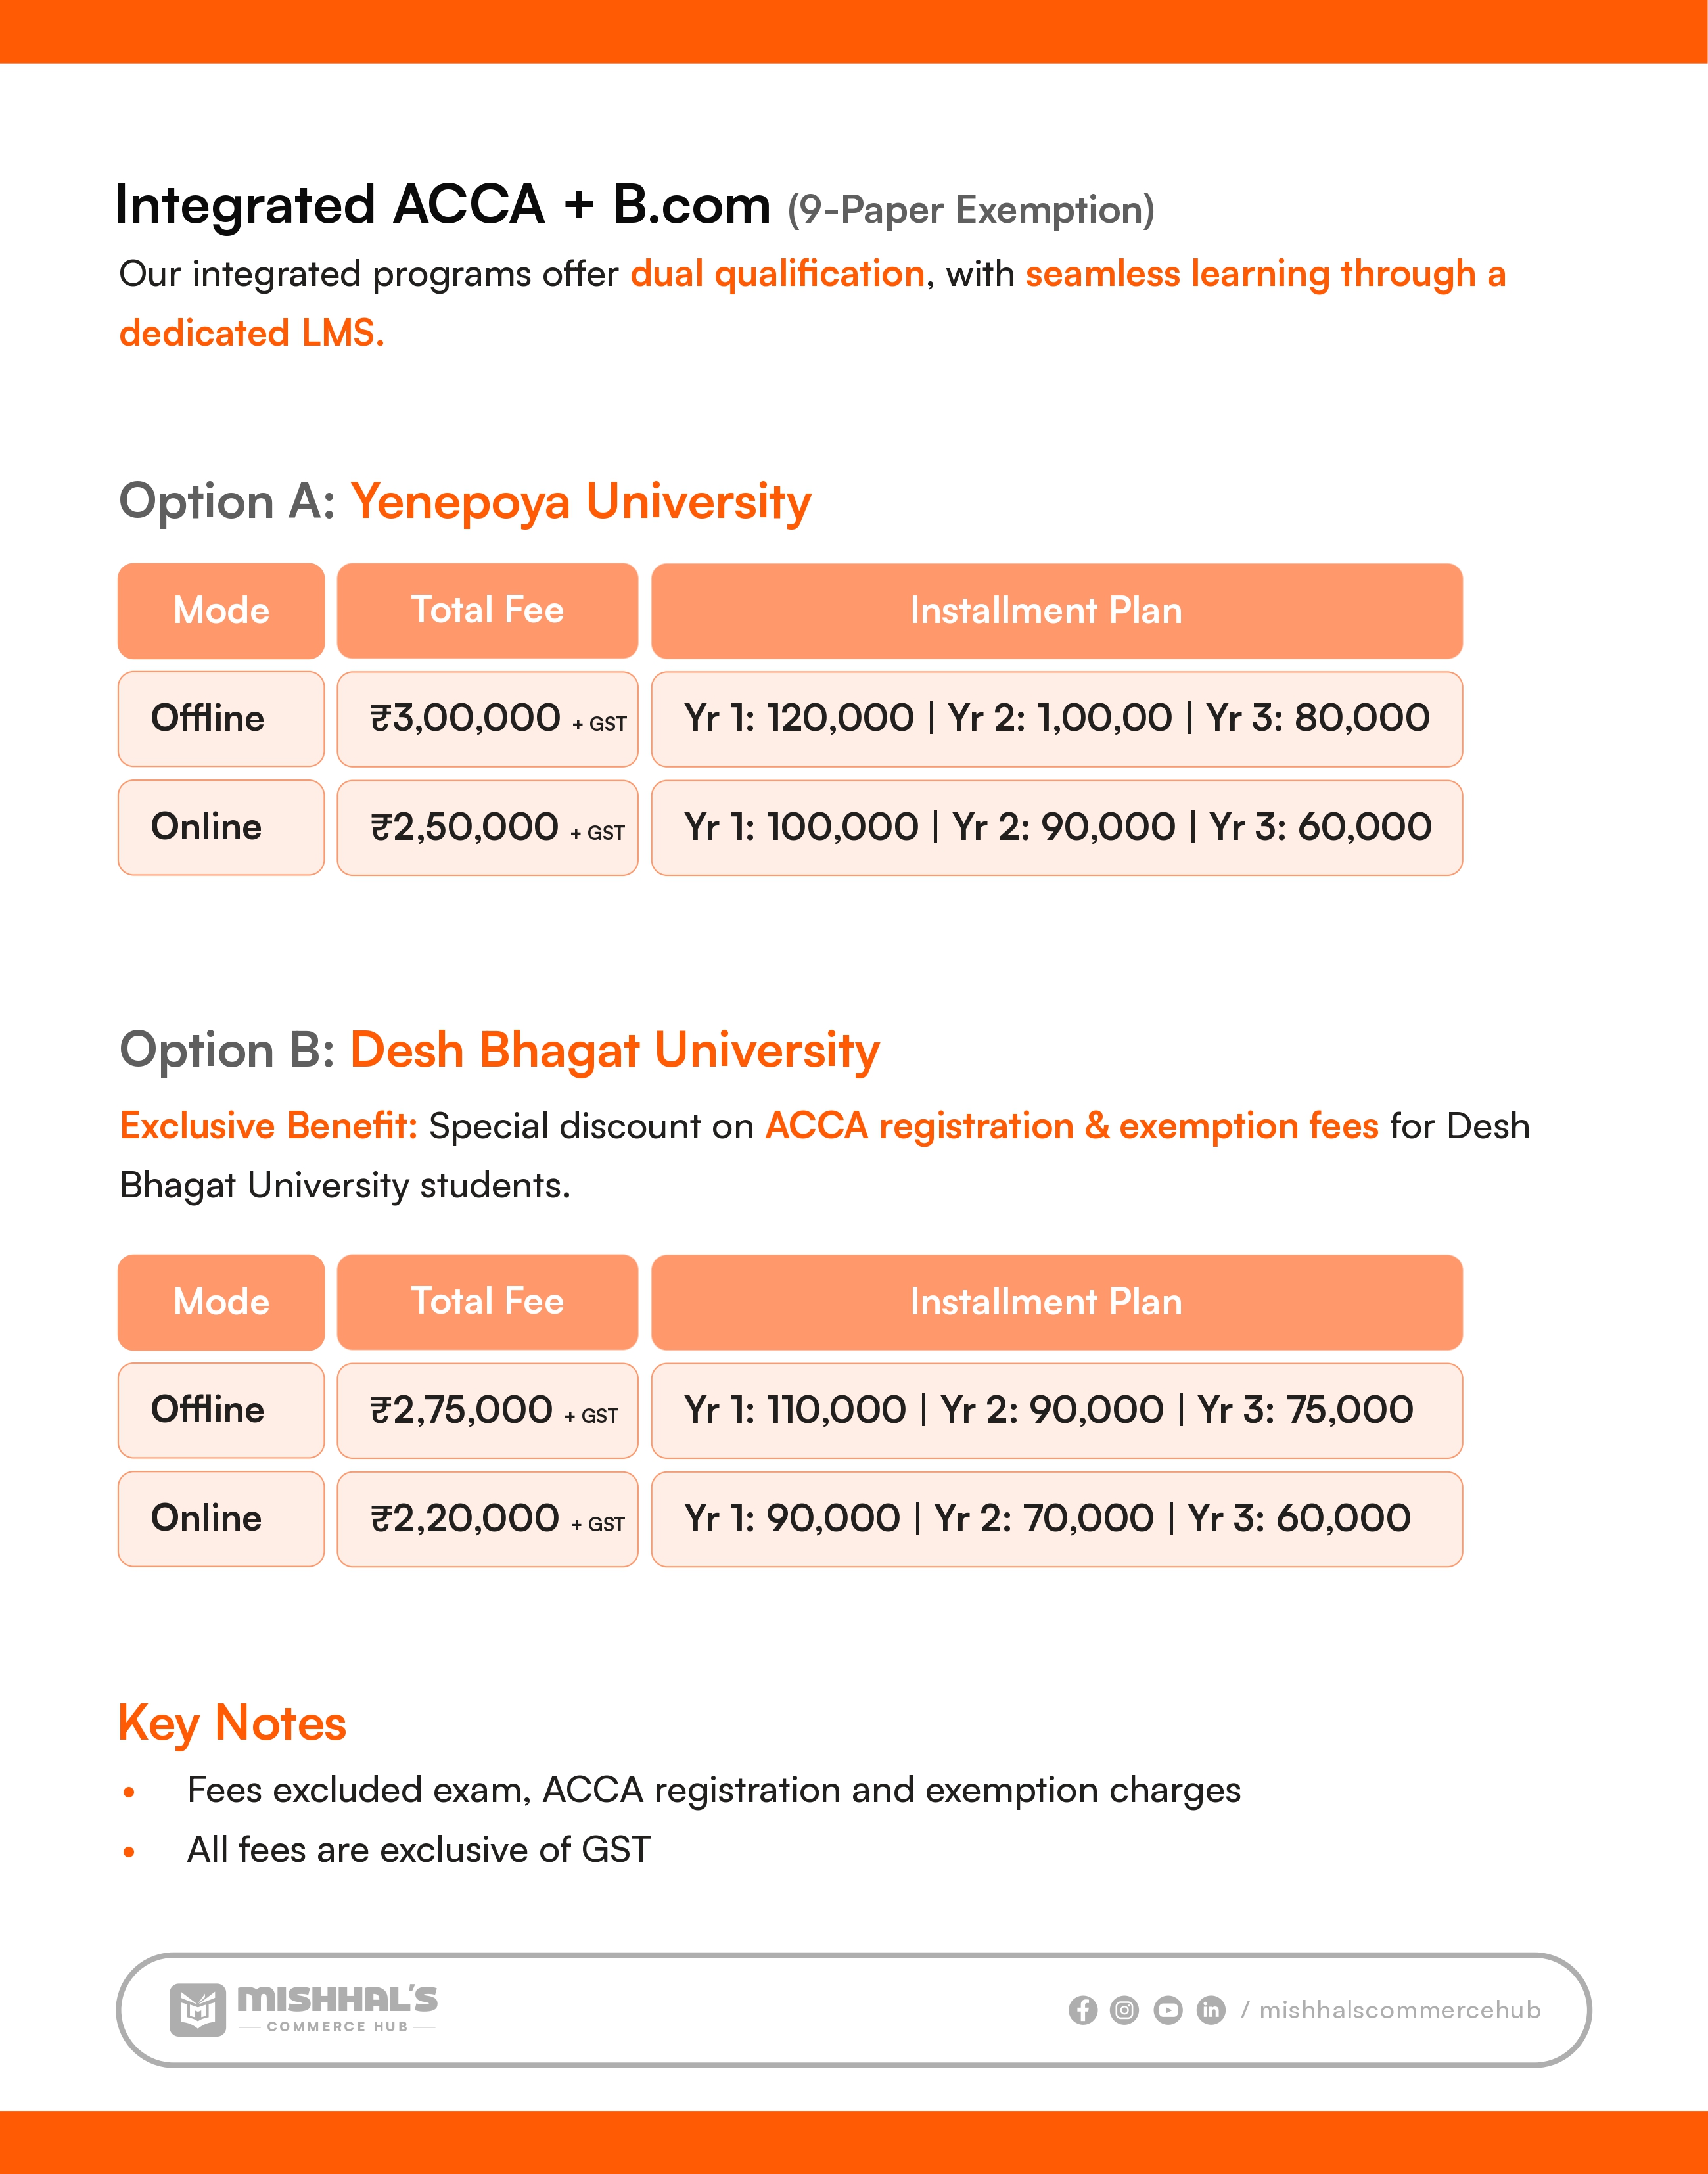 Integrated ACCA + B.com (9-Paper Exemption)
Our integrated programs offer dual qualification, with seamless learning through a
dedicated LMS.
Option A: Yenepoya University
Mode Total Fee Installment Plan
Offline ₹3,00,000 + GST Yr 1: 120,000 | Yr 2: 1,00,00 | Yr 3: 80,000
Online ₹2,50,000 + GST Yr 1: 100,000 | Yr 2: 90,000 | Yr 3: 60,000
Option B: Desh Bhagat University
Exclusive Benefit: Special discount on ACCA registration & exemption fees for Desh
Bhagat University students.
Mode Total Fee Installment Plan
Offline ₹2,75,000 + GST Yr 1: 110,000 | Yr 2: 90,000 | Yr 3: 75,000
Online ₹2,20,000 + GST Yr 1: 90,000 | Yr 2: 70,000 | Yr 3: 60,000
Key Notes
• Fees excluded exam, ACCA registration and exemption charges
• All fees are exclusive of GST
MISHHAL'S
COMMERCE HUB
/ mishhalscommercehub